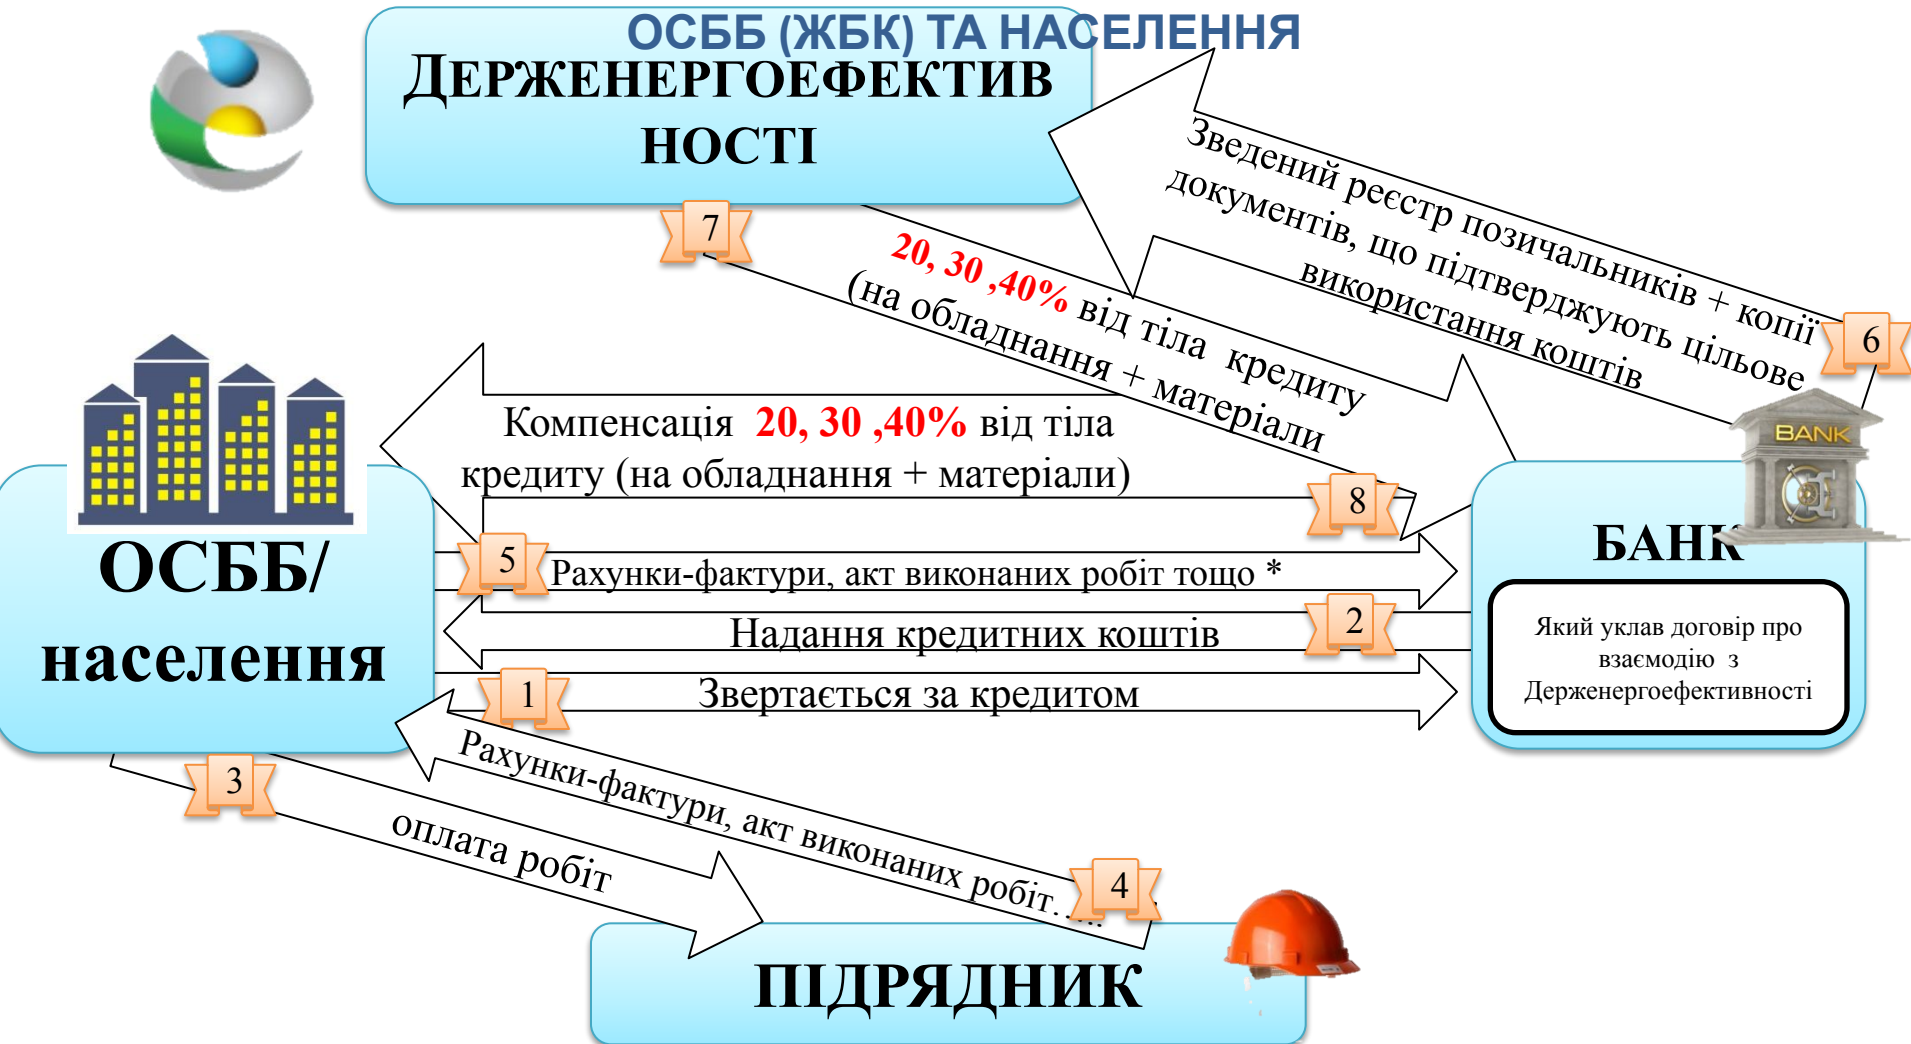 ОСББ (ЖБК) ТА НАСЕЛЕННЯ
ДЕРЖЕНЕРГОЕФЕКТИВ
НОСТІ
Зведений реєстр позичальників + копії
документів, що підтверджують цільове
використання коштів
6
7
20, 30 ,40% від тіла кредиту
(на обладнання + матеріали
Компенсація 20, 30 ,40% від тіла
кредиту (на обладнання + матеріали)
8
BANK
ОСББ/
населення
5
Рахунки-фактури, акт виконаних робіт тощо *
2
Надання кредитних коштів
1
Звертається за кредитом
БАНК
Який уклав договір про
взаємодію з
Держенергоефективності
3
оплата робіт
Рахунки-фактури, акт виконаних робіт…..
4
ПІДРЯДНИК